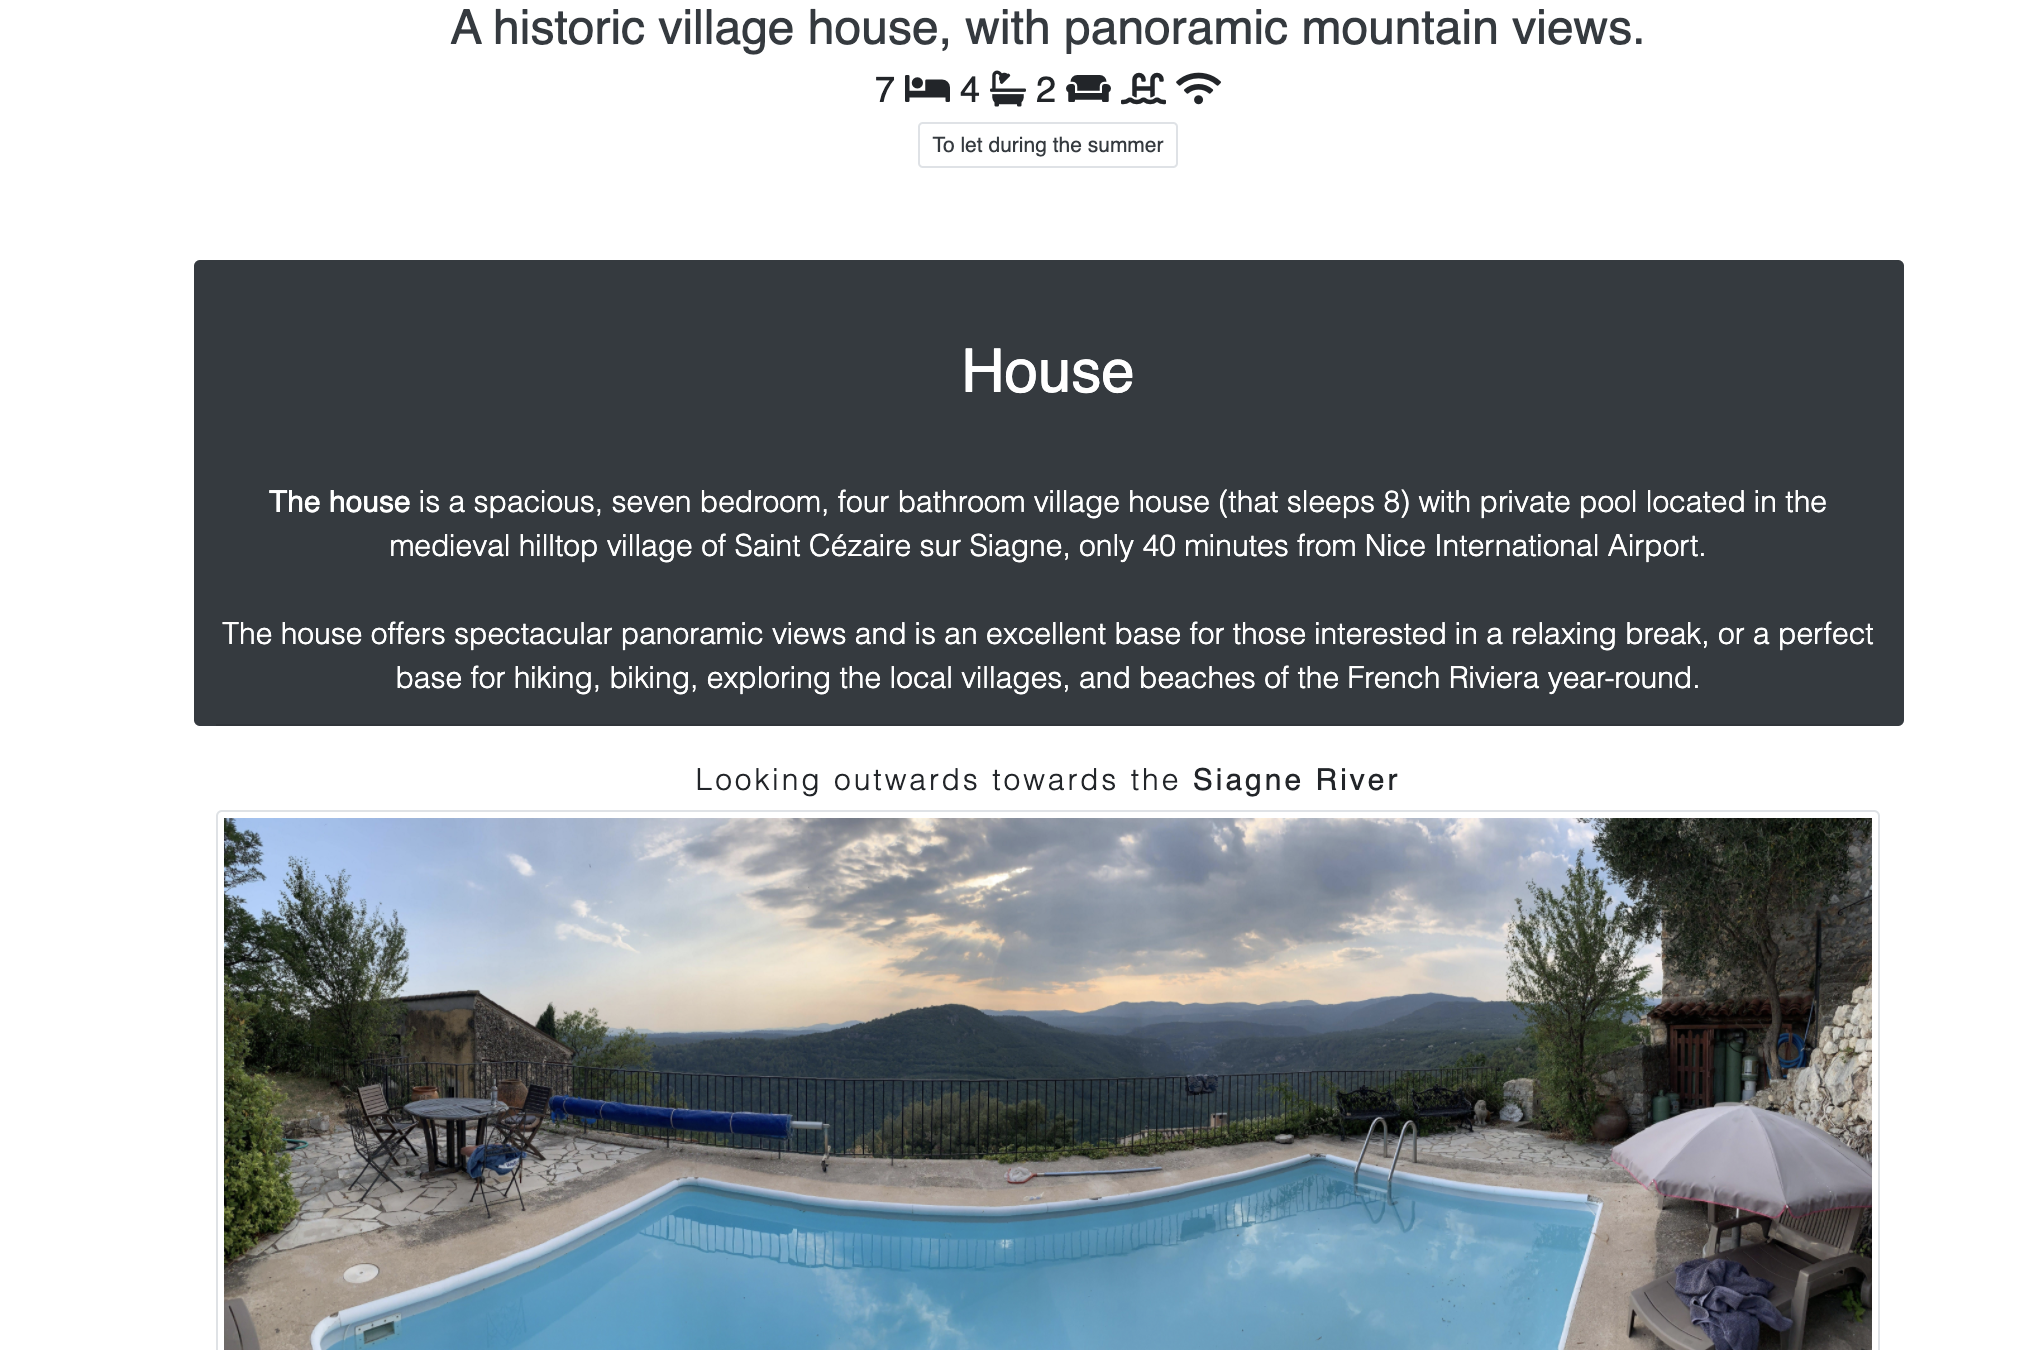 A historic village house, with panoramic mountain views.
7 4 2
To let during the summer
House
The house is a spacious, seven bedroom, four bathroom village house (that sleeps 8) with private pool located in the
medieval hilltop village of Saint Cézaire sur Siagne, only 40 minutes from Nice International Airport.
The house offers spectacular panoramic views and is an excellent base for those interested in a relaxing break, or a perfect
base for hiking, biking, exploring the local villages, and beaches of the French Riviera year-round.
Looking outwards towards the Siagne River